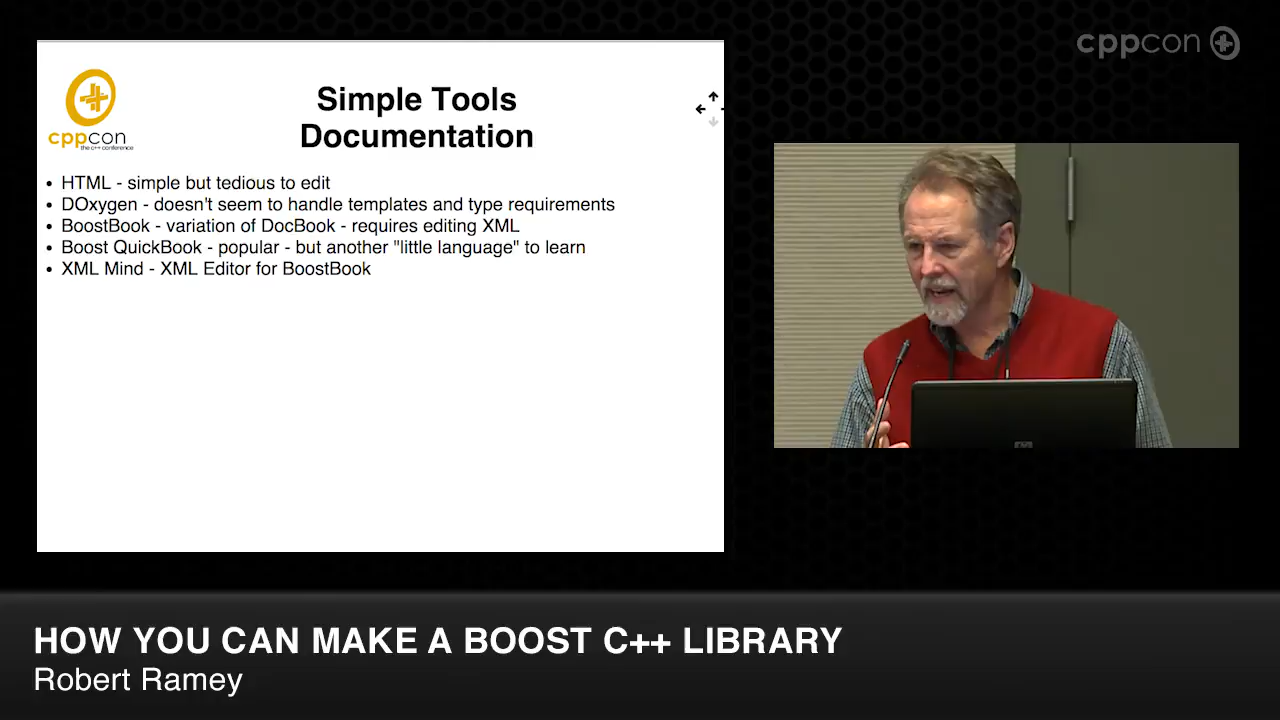 cppcon
cppcon
the c++ conference
Simple Tools
Documentation
HTML - simple but tedious to edit
DOxygen - doesn't seem to handle templates and type requirements
BoostBook - variation of DocBook - requires editing XML
Boost QuickBook - popular - but another "little language" to learn
XML Mind - XML Editor for BoostBook
HOW YOU CAN MAKE A BOOST C++ LIBRARY
Robert Ramey